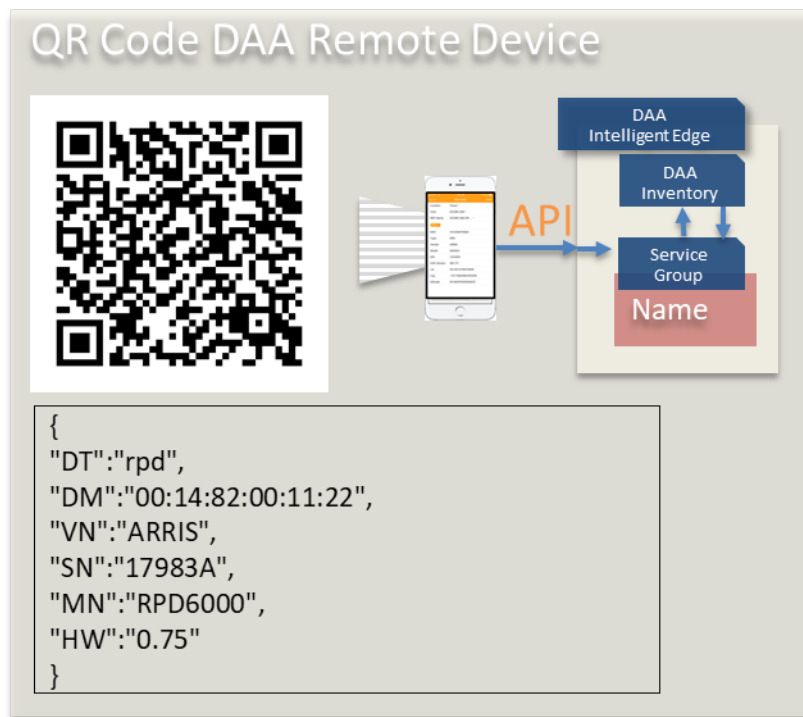 QR Code DAA Remote Device
DAA
Intelligent Edge
DAA
Inventory
API
Service
Group
Name
{
"DT":"rpd",
"DM":"00:14:82:00:11:22",
"VN":"ARRIS",
"SN":"17983A",
"MN":"RPD6000",
"HW":"0.75"
}